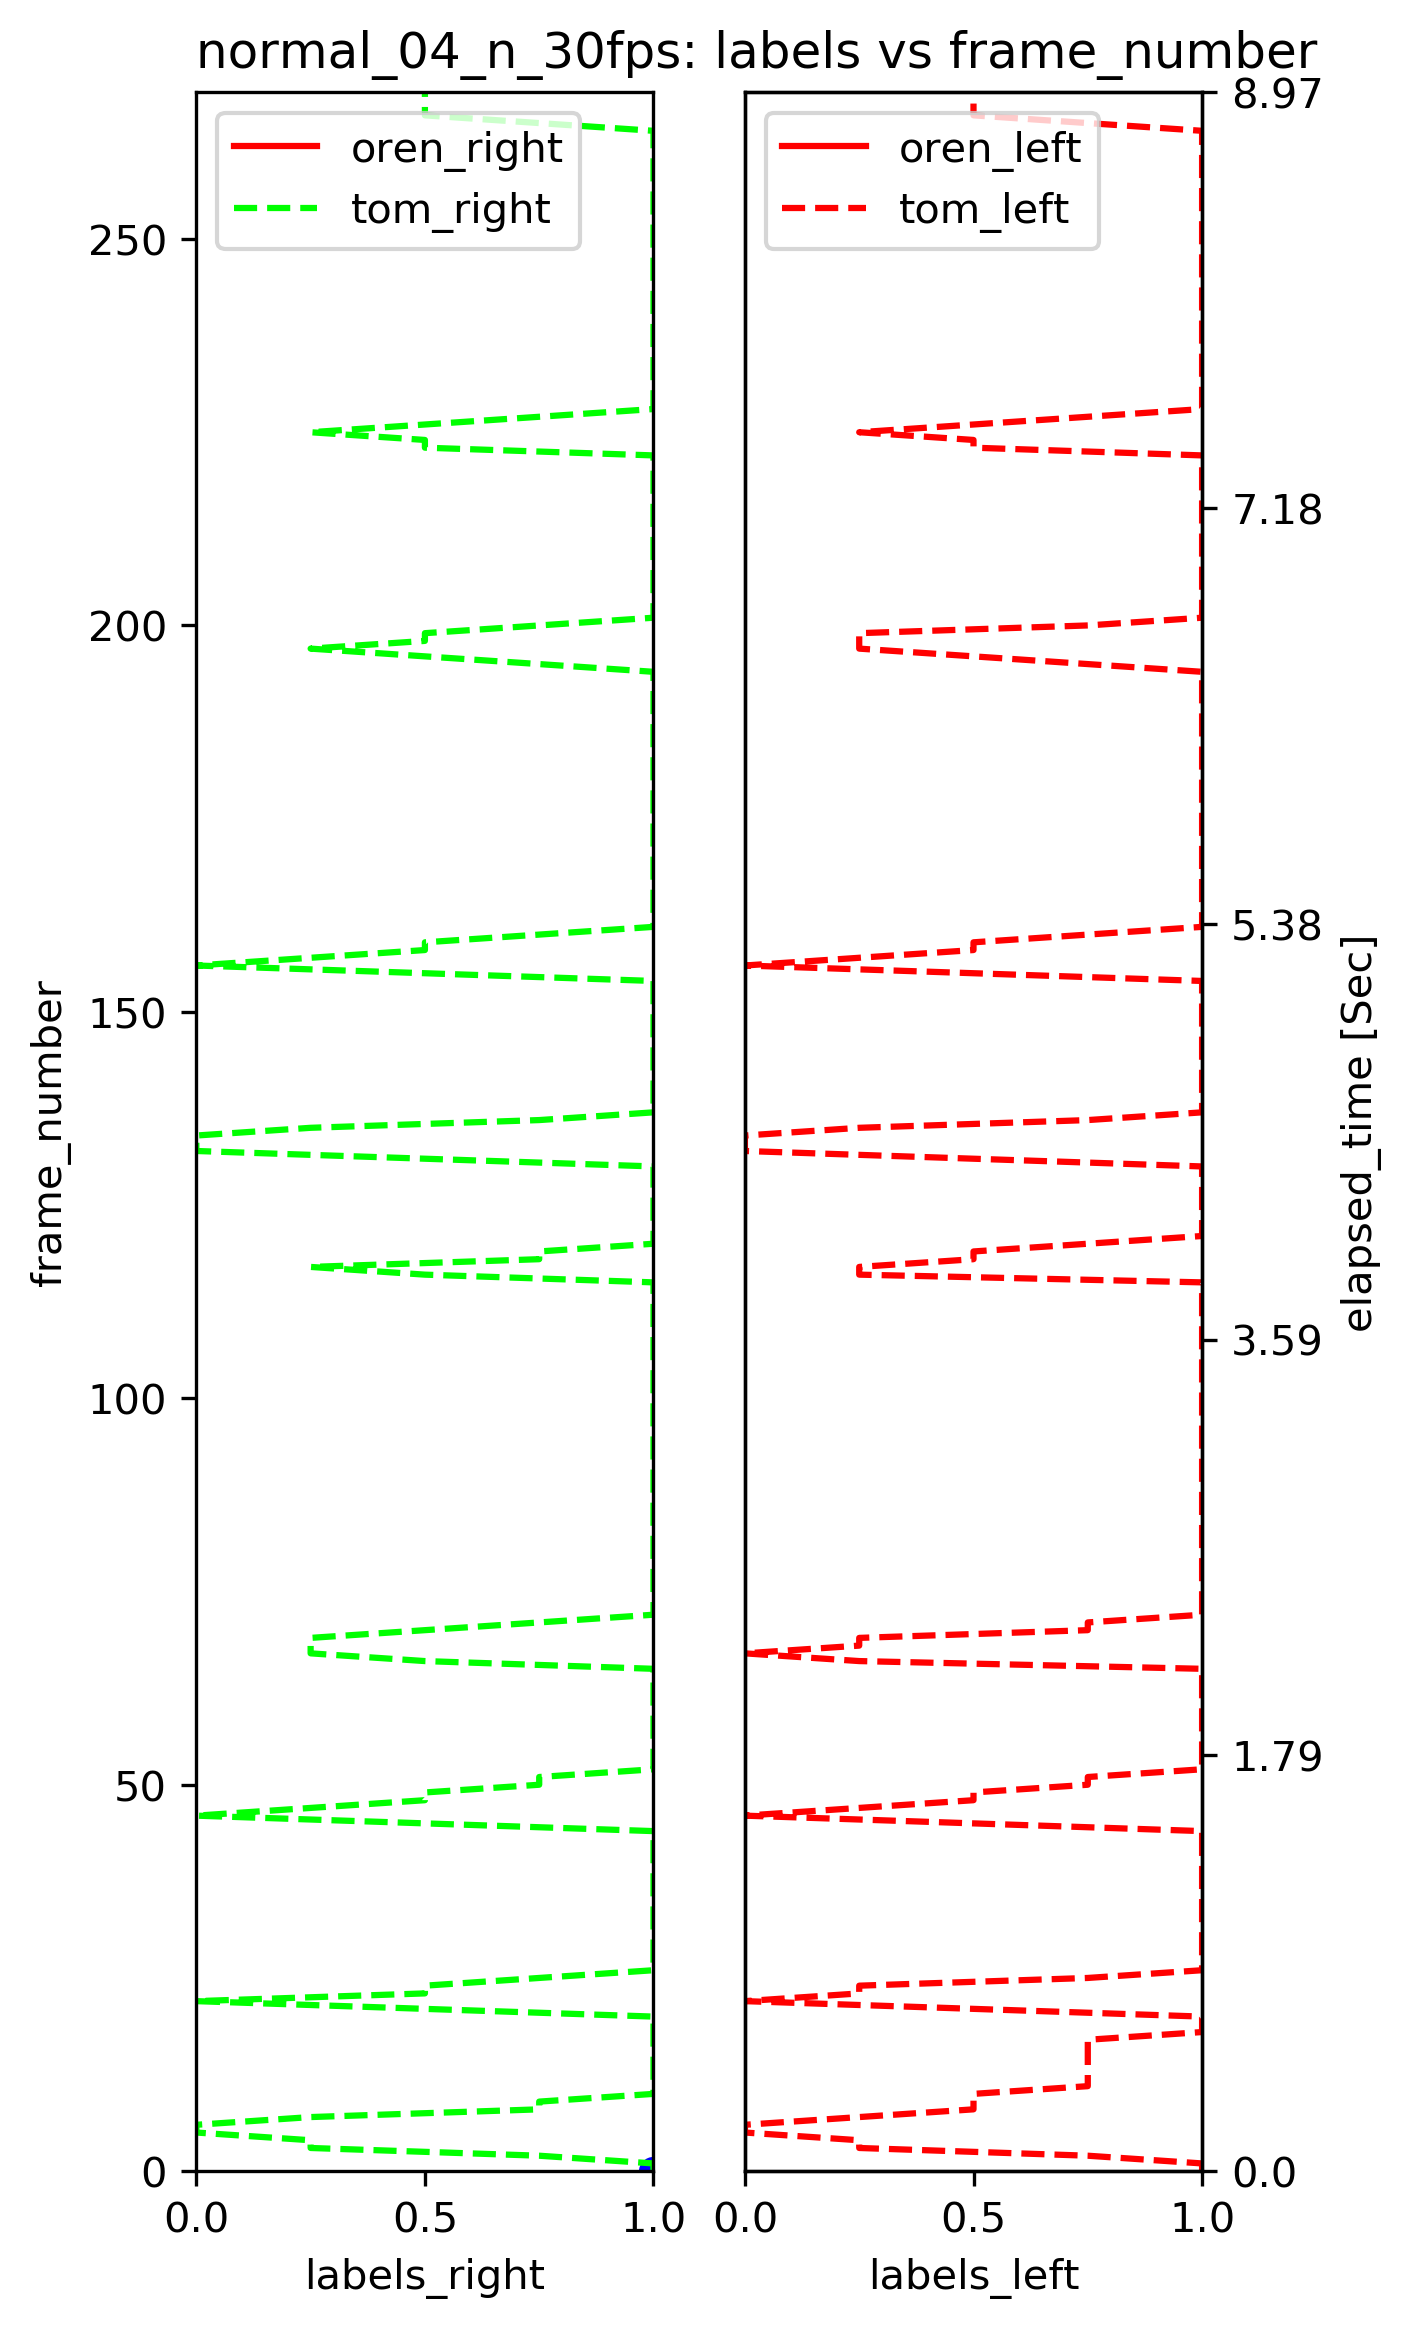 normal_04_n_30fps: labels vs frame_number
oren_right
tom_right
oren_left
tom_left
250
200
150
100
50
0
frame_number
0.0 0.5 1.0
labels_right
0.0 0.5 1.0
labels_left
8.97
7.18
5.38
3.59
1.79
0.0
elapsed_time [Sec]